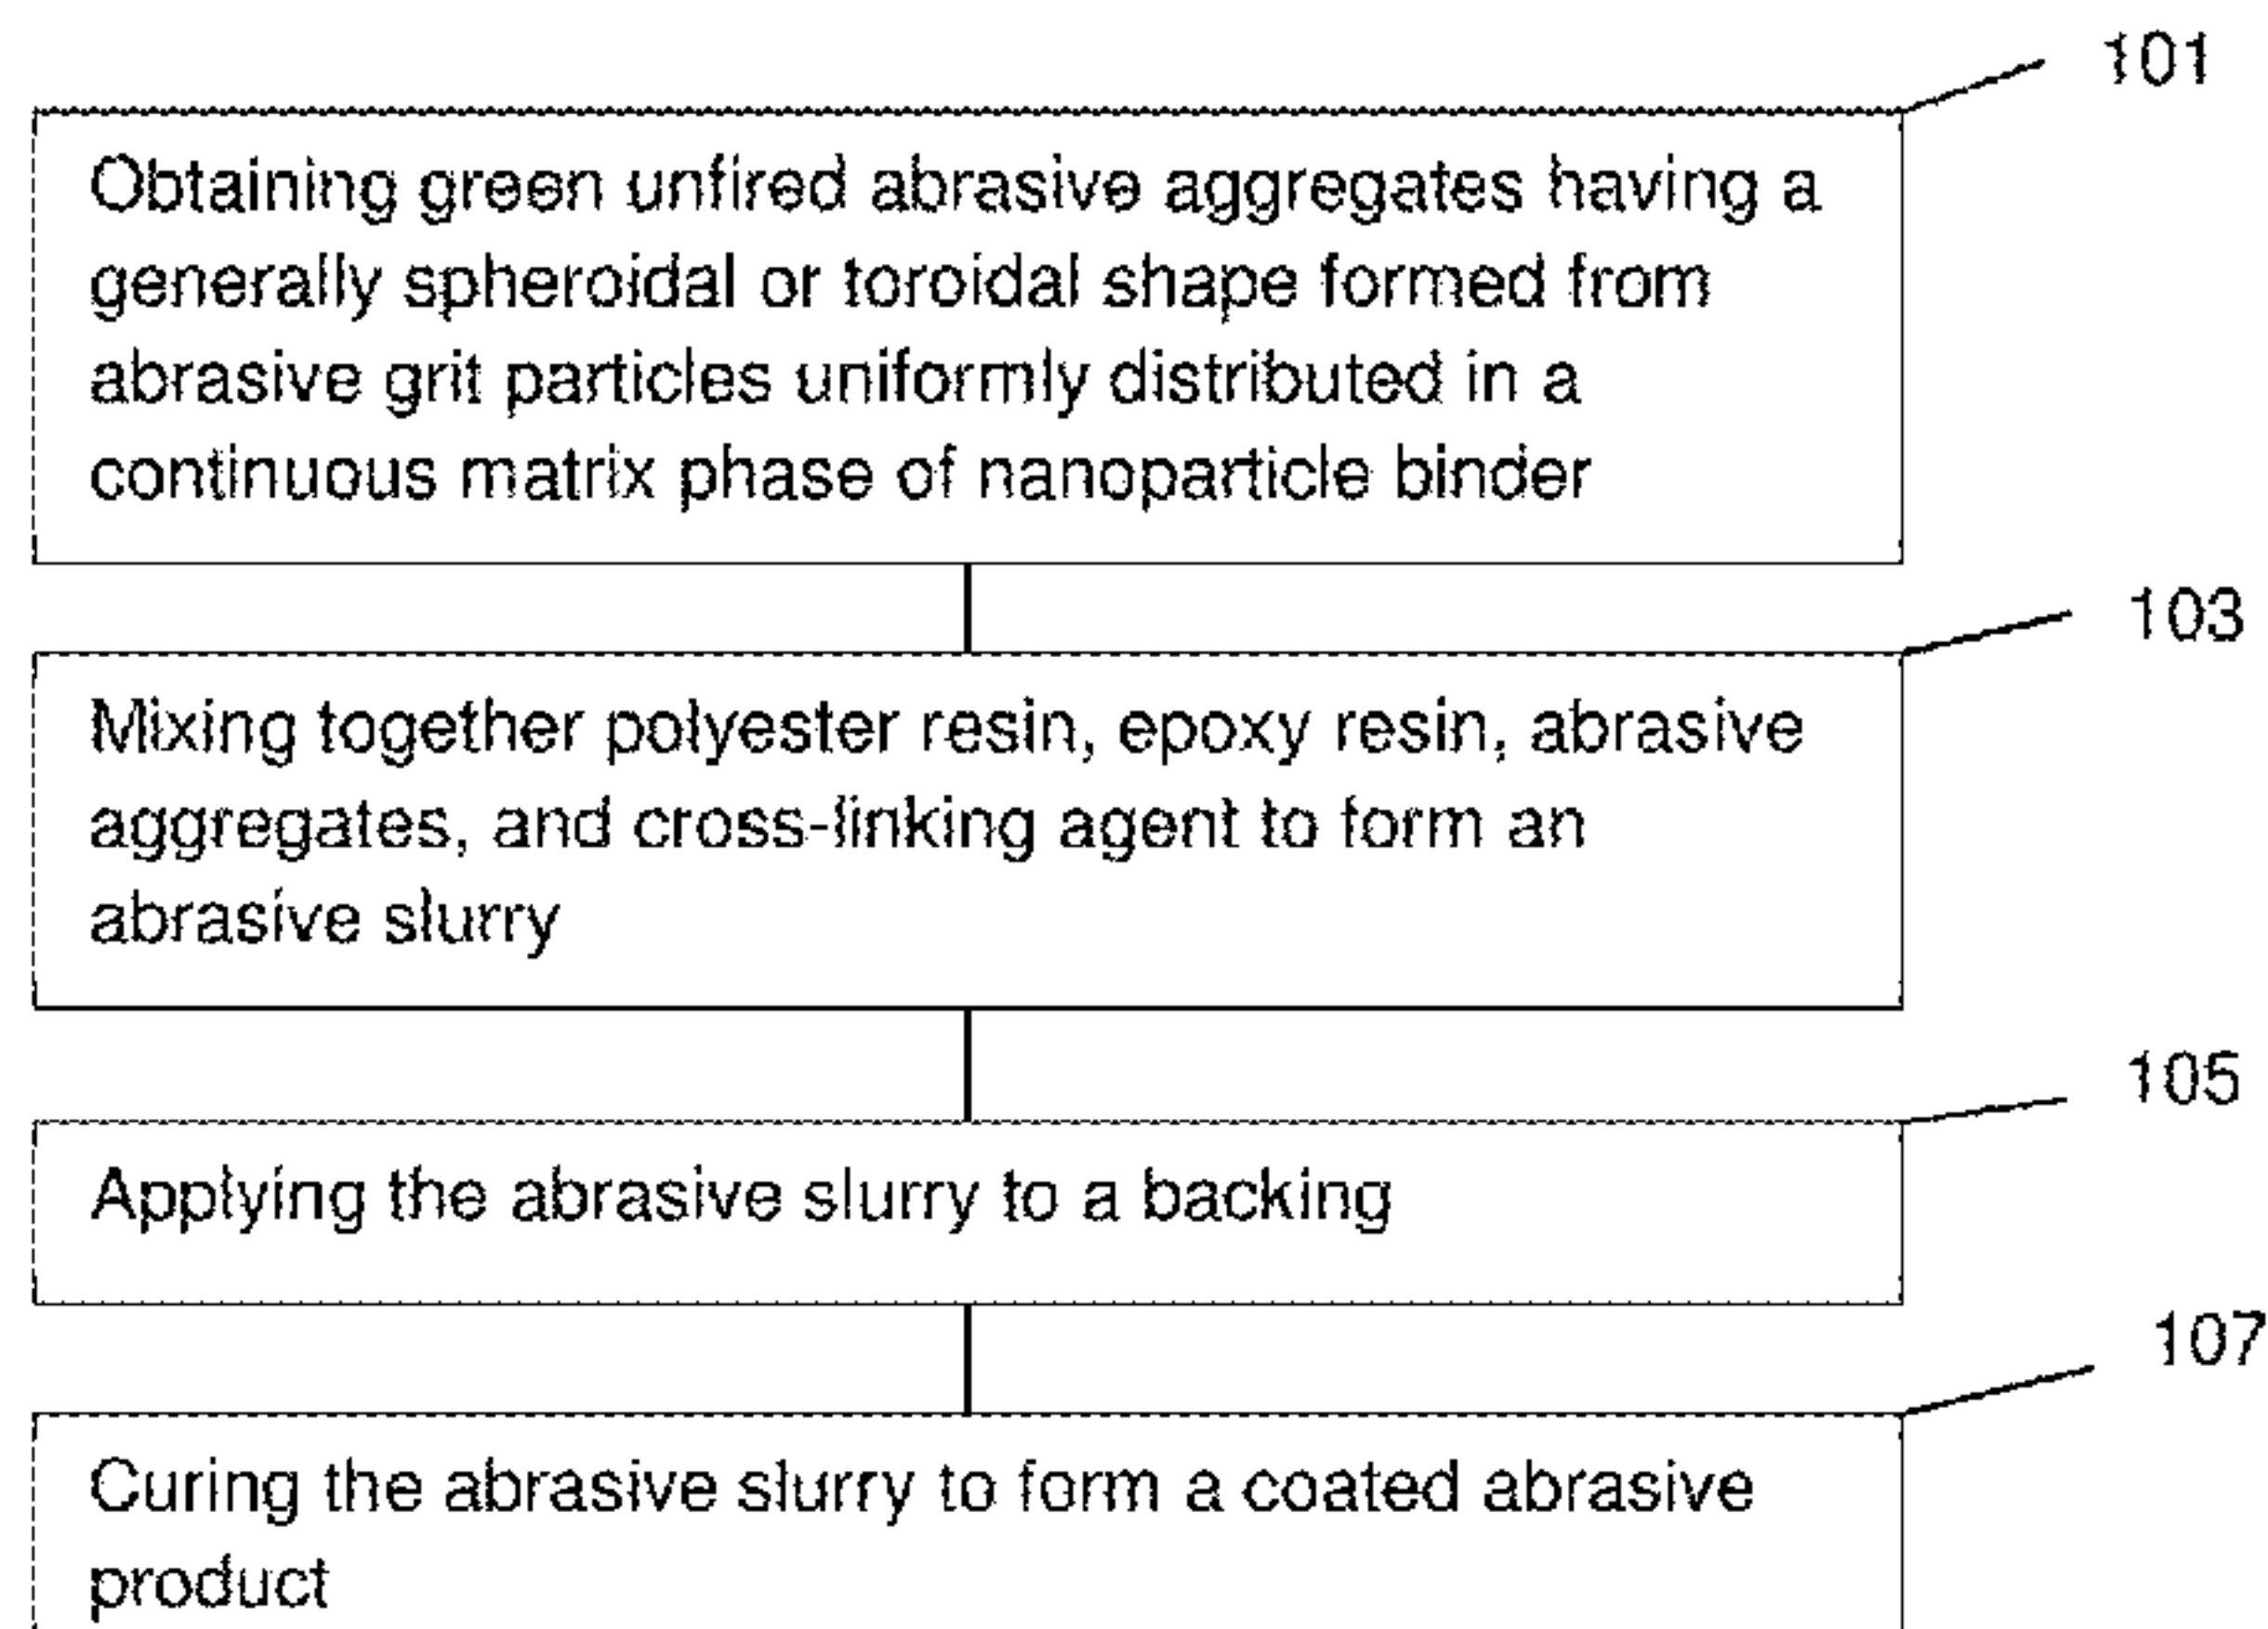 101
Obtaining green unfired abrasive aggregates having a
generally spheroidal or toroidal shape formed from
abrasive grit particles uniformly distributed in a
continuous matrix phase of nanoparticle binder
103
Mixing together polyester resin, epoxy resin, abrasive
aggregates, and cross-linking agent to form an
abrasive slurry
105
Applying the abrasive slurry to a backing
107
Curing the abrasive slurry to form a coated abrasive
product